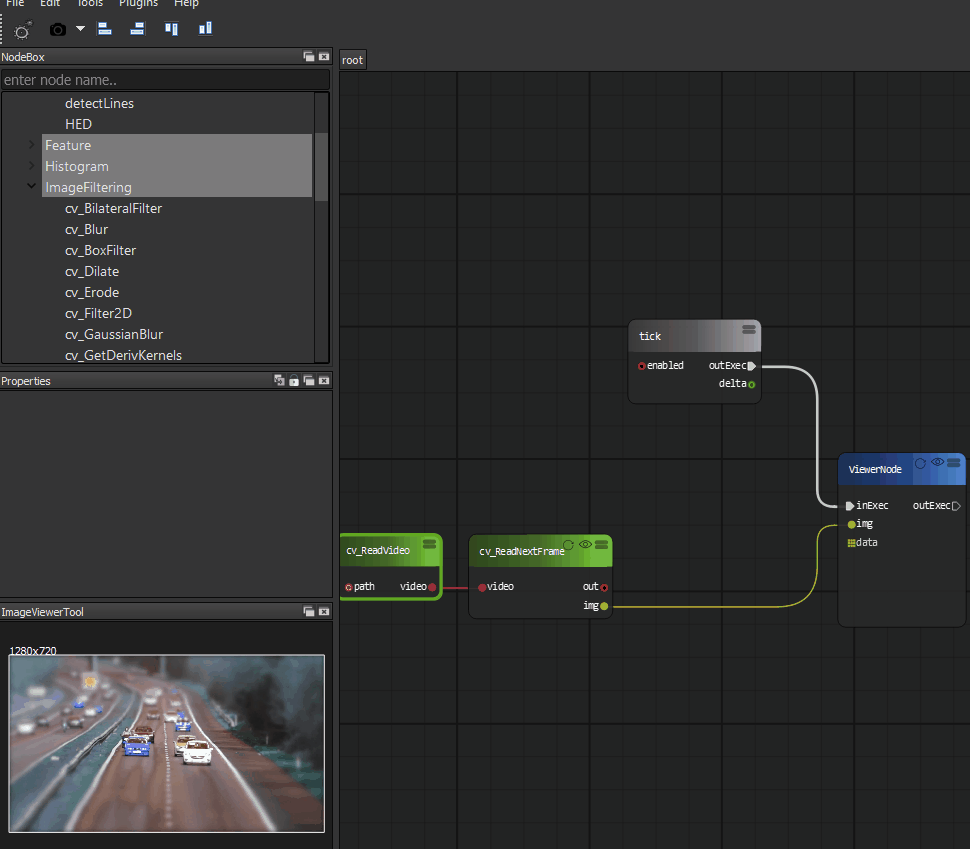 File Edit Tools Plugins Help
NodeBox
enter node name..
detectLines
HED
Feature
Histogram
ImageFiltering
cv_BilateralFilter
cv_Blur
cv_BoxFilter
cv_Dilate
cv_Erode
cv_Filter2D
cv_GaussianBlur
cv_GetDerivKernels
Properties
ImageViewerTool
1280x720
root
tick
enabled outExec
delta
ViewerNode
inExec outExec
img
data
cv_ReadVideo
path video
cv_ReadNextFrame
video out
img